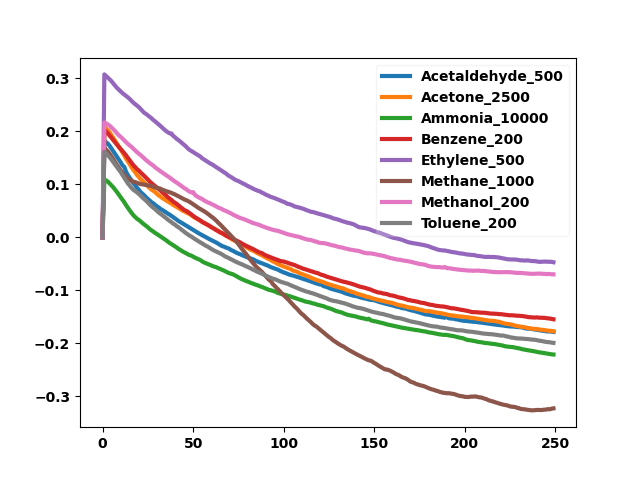 0.3
0.2
0.1
0.0
−0.1
−0.2
−0.3
0
50
100
150
200
250
Acetaldehyde_500
Acetone_2500
Ammonia_10000
Benzene_200
Ethylene_500
Methane_1000
Methanol_200
Toluene_200